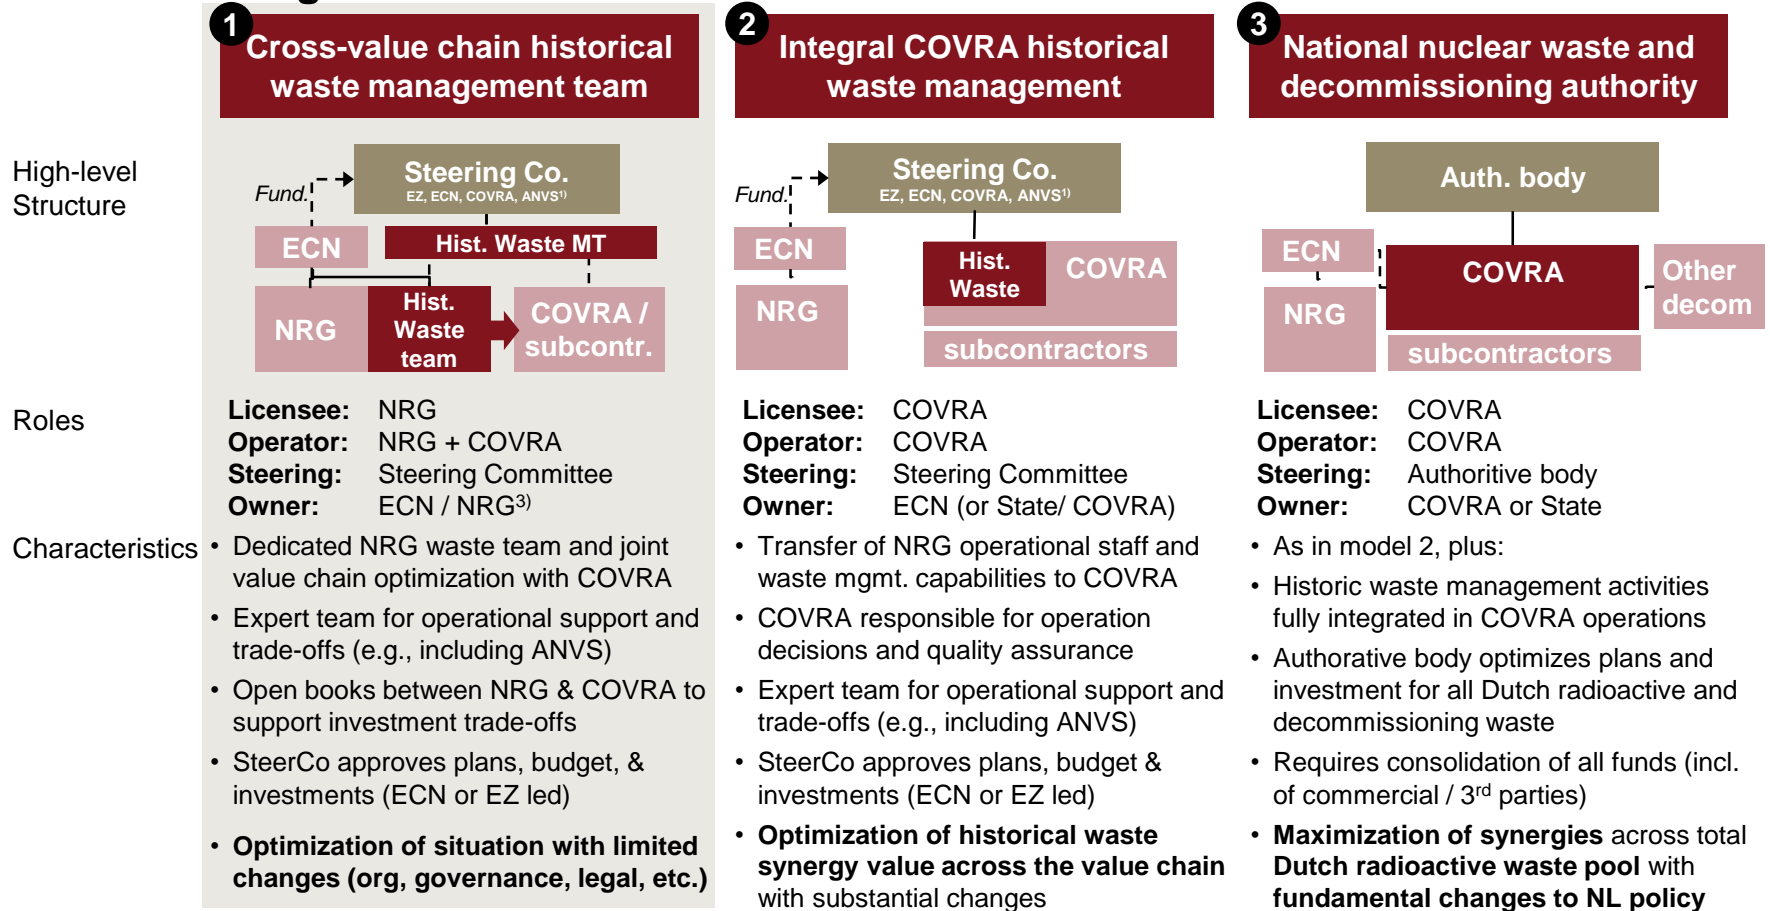 1
Cross-value chain historical
waste management team
2
Integral COVRA historical
waste management
3
National nuclear waste and
decommissioning authority
High-level
Structure
Fund.
Steering Co.
EZ, ECN, COVRA, ANVS1)
ECN
Hist. Waste MT
NRG
Hist.
Waste
team
COVRA /
subcontr.
Fund.
Steering Co.
EZ, ECN, COVRA, ANVS1)
ECN
NRG
Hist.
Waste
COVRA
subcontractors
Auth. body
ECN
NRG
COVRA
Other
decom
subcontractors
Roles
Licensee: NRG
Operator: NRG + COVRA
Steering: Steering Committee
Owner: ECN / NRG3)
Licensee: COVRA
Operator: COVRA
Steering: Steering Committee
Owner: ECN (or State/ COVRA)
Licensee: COVRA
Operator: COVRA
Steering: Authoritive body
Owner: COVRA or State
Characteristics
• Dedicated NRG waste team and joint
value chain optimization with COVRA
• Expert team for operational support and
trade-offs (e.g., including ANVS)
• Open books between NRG & COVRA to
support investment trade-offs
• SteerCo approves plans, budget, &
investments (ECN or EZ led)
• Optimization of situation with limited
changes (org, governance, legal, etc.)
• Transfer of NRG operational staff and
waste mgmt. capabilities to COVRA
• COVRA responsible for operation
decisions and quality assurance
• Expert team for operational support and
trade-offs (e.g., including ANVS)
• SteerCo approves plans, budget &
investments (ECN or EZ led)
• Optimization of historical waste
synergy value across the value chain
with substantial changes
• As in model 2, plus:
• Historic waste management activities
fully integrated in COVRA operations
• Authorative body optimizes plans and
investment for all Dutch radioactive and
decommissioning waste
• Requires consolidation of all funds (incl.
of commercial / 3rd parties)
• Maximization of synergies across total
Dutch radioactive waste pool with
fundamental changes to NL policy